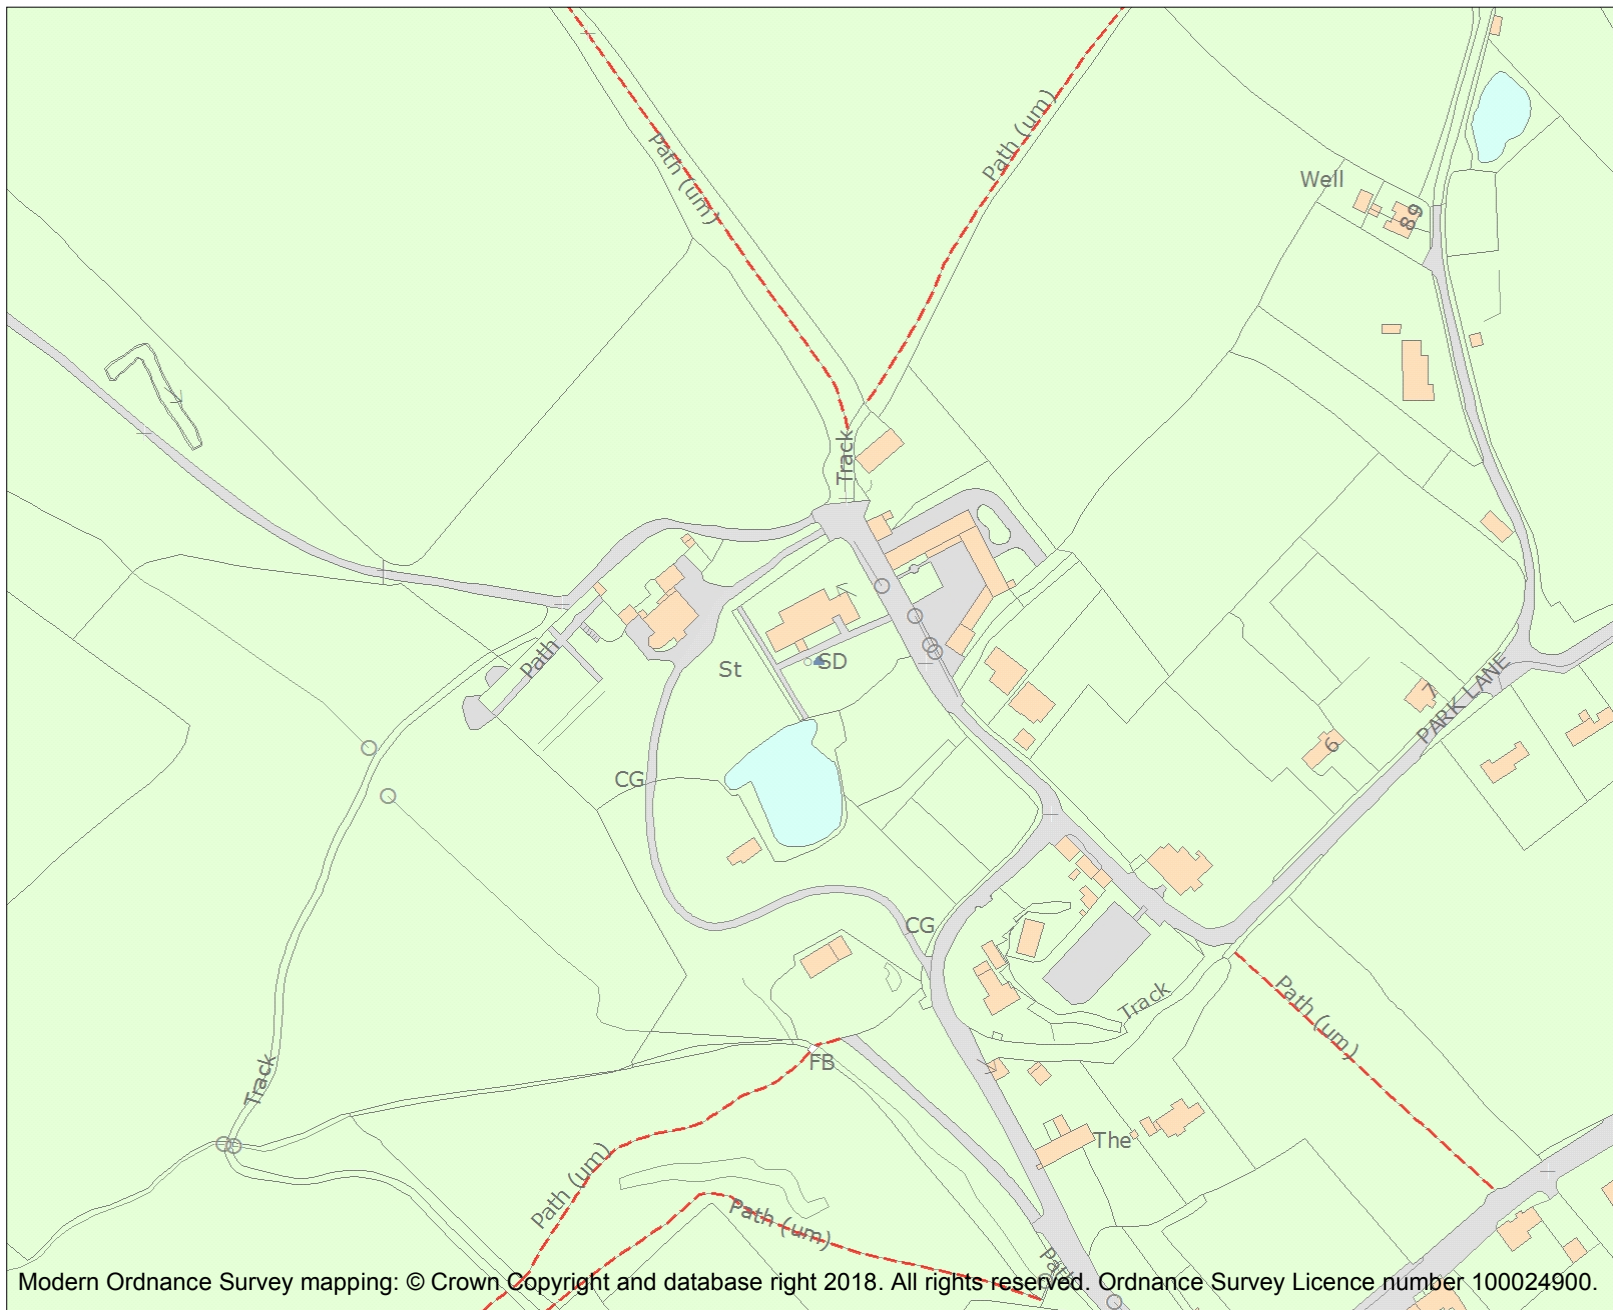 Path (um)
Path (um)
Well
89
Track
Path
St
SD
7
PARK LANE
6
CG
CG
Track
Path (um)
Track
FB
The
Path (um)
Path (um)
Path
Modern Ordnance Survey mapping: © Crown Copyright and database right 2018. All rights reserved. Ordnance Survey Licence number 100024900.